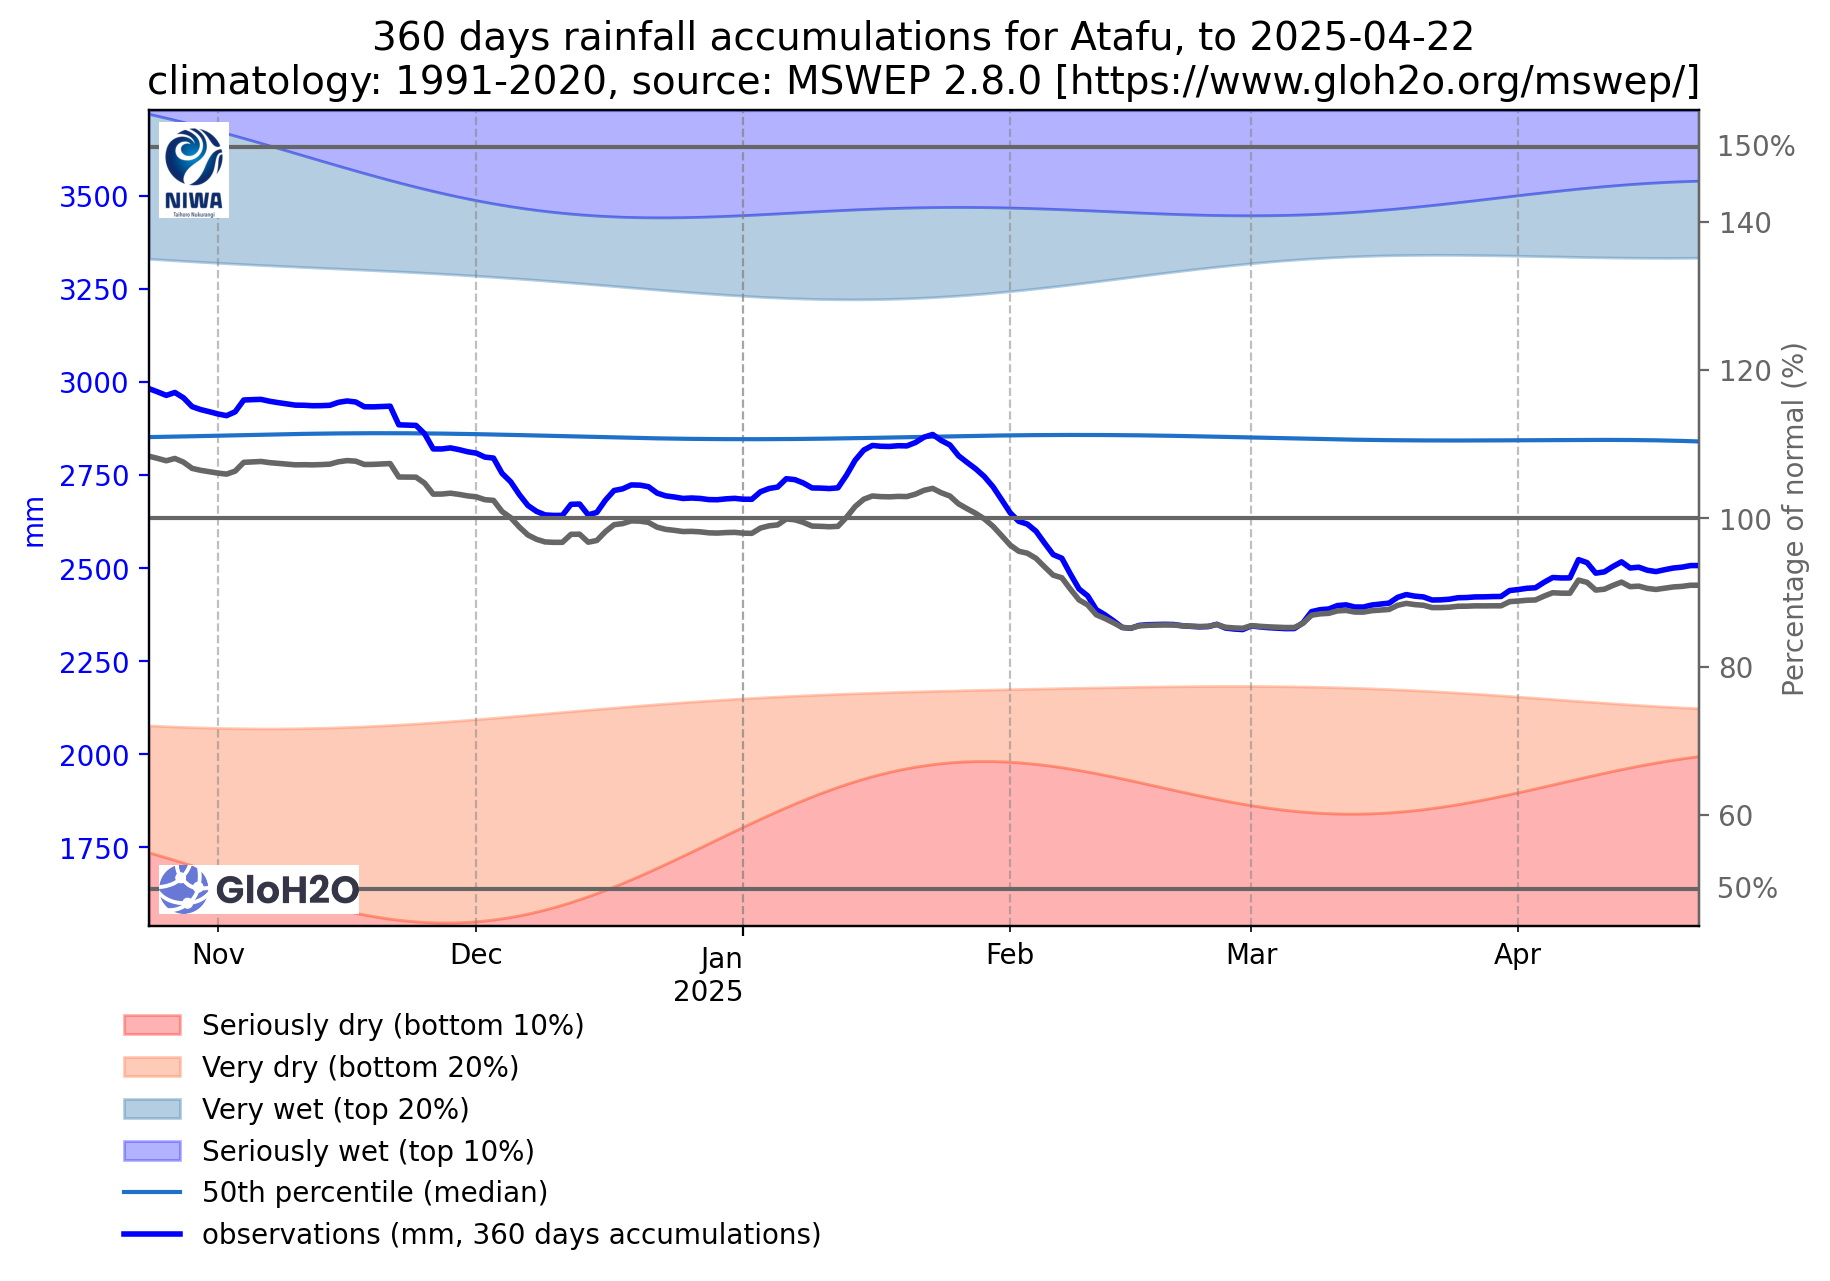 360 days rainfall accumulations for Atafu, to 2025-04-22
climatology: 1991-2020, source: MSWEP 2.8.0 [https://www.gloh2o.org/mswep/]
NIWA
Taihoro Nukurangi
3500
3250
3000
2750
2500
2250
2000
1750
mm
150%
140
120
100
80
60
50%
Percentage of normal (%)
GloH2O
Nov
Dec
Jan
2025
Feb
Mar
Apr
Seriously dry (bottom 10%)
Very dry (bottom 20%)
Very wet (top 20%)
Seriously wet (top 10%)
50th percentile (median)
observations (mm, 360 days accumulations)